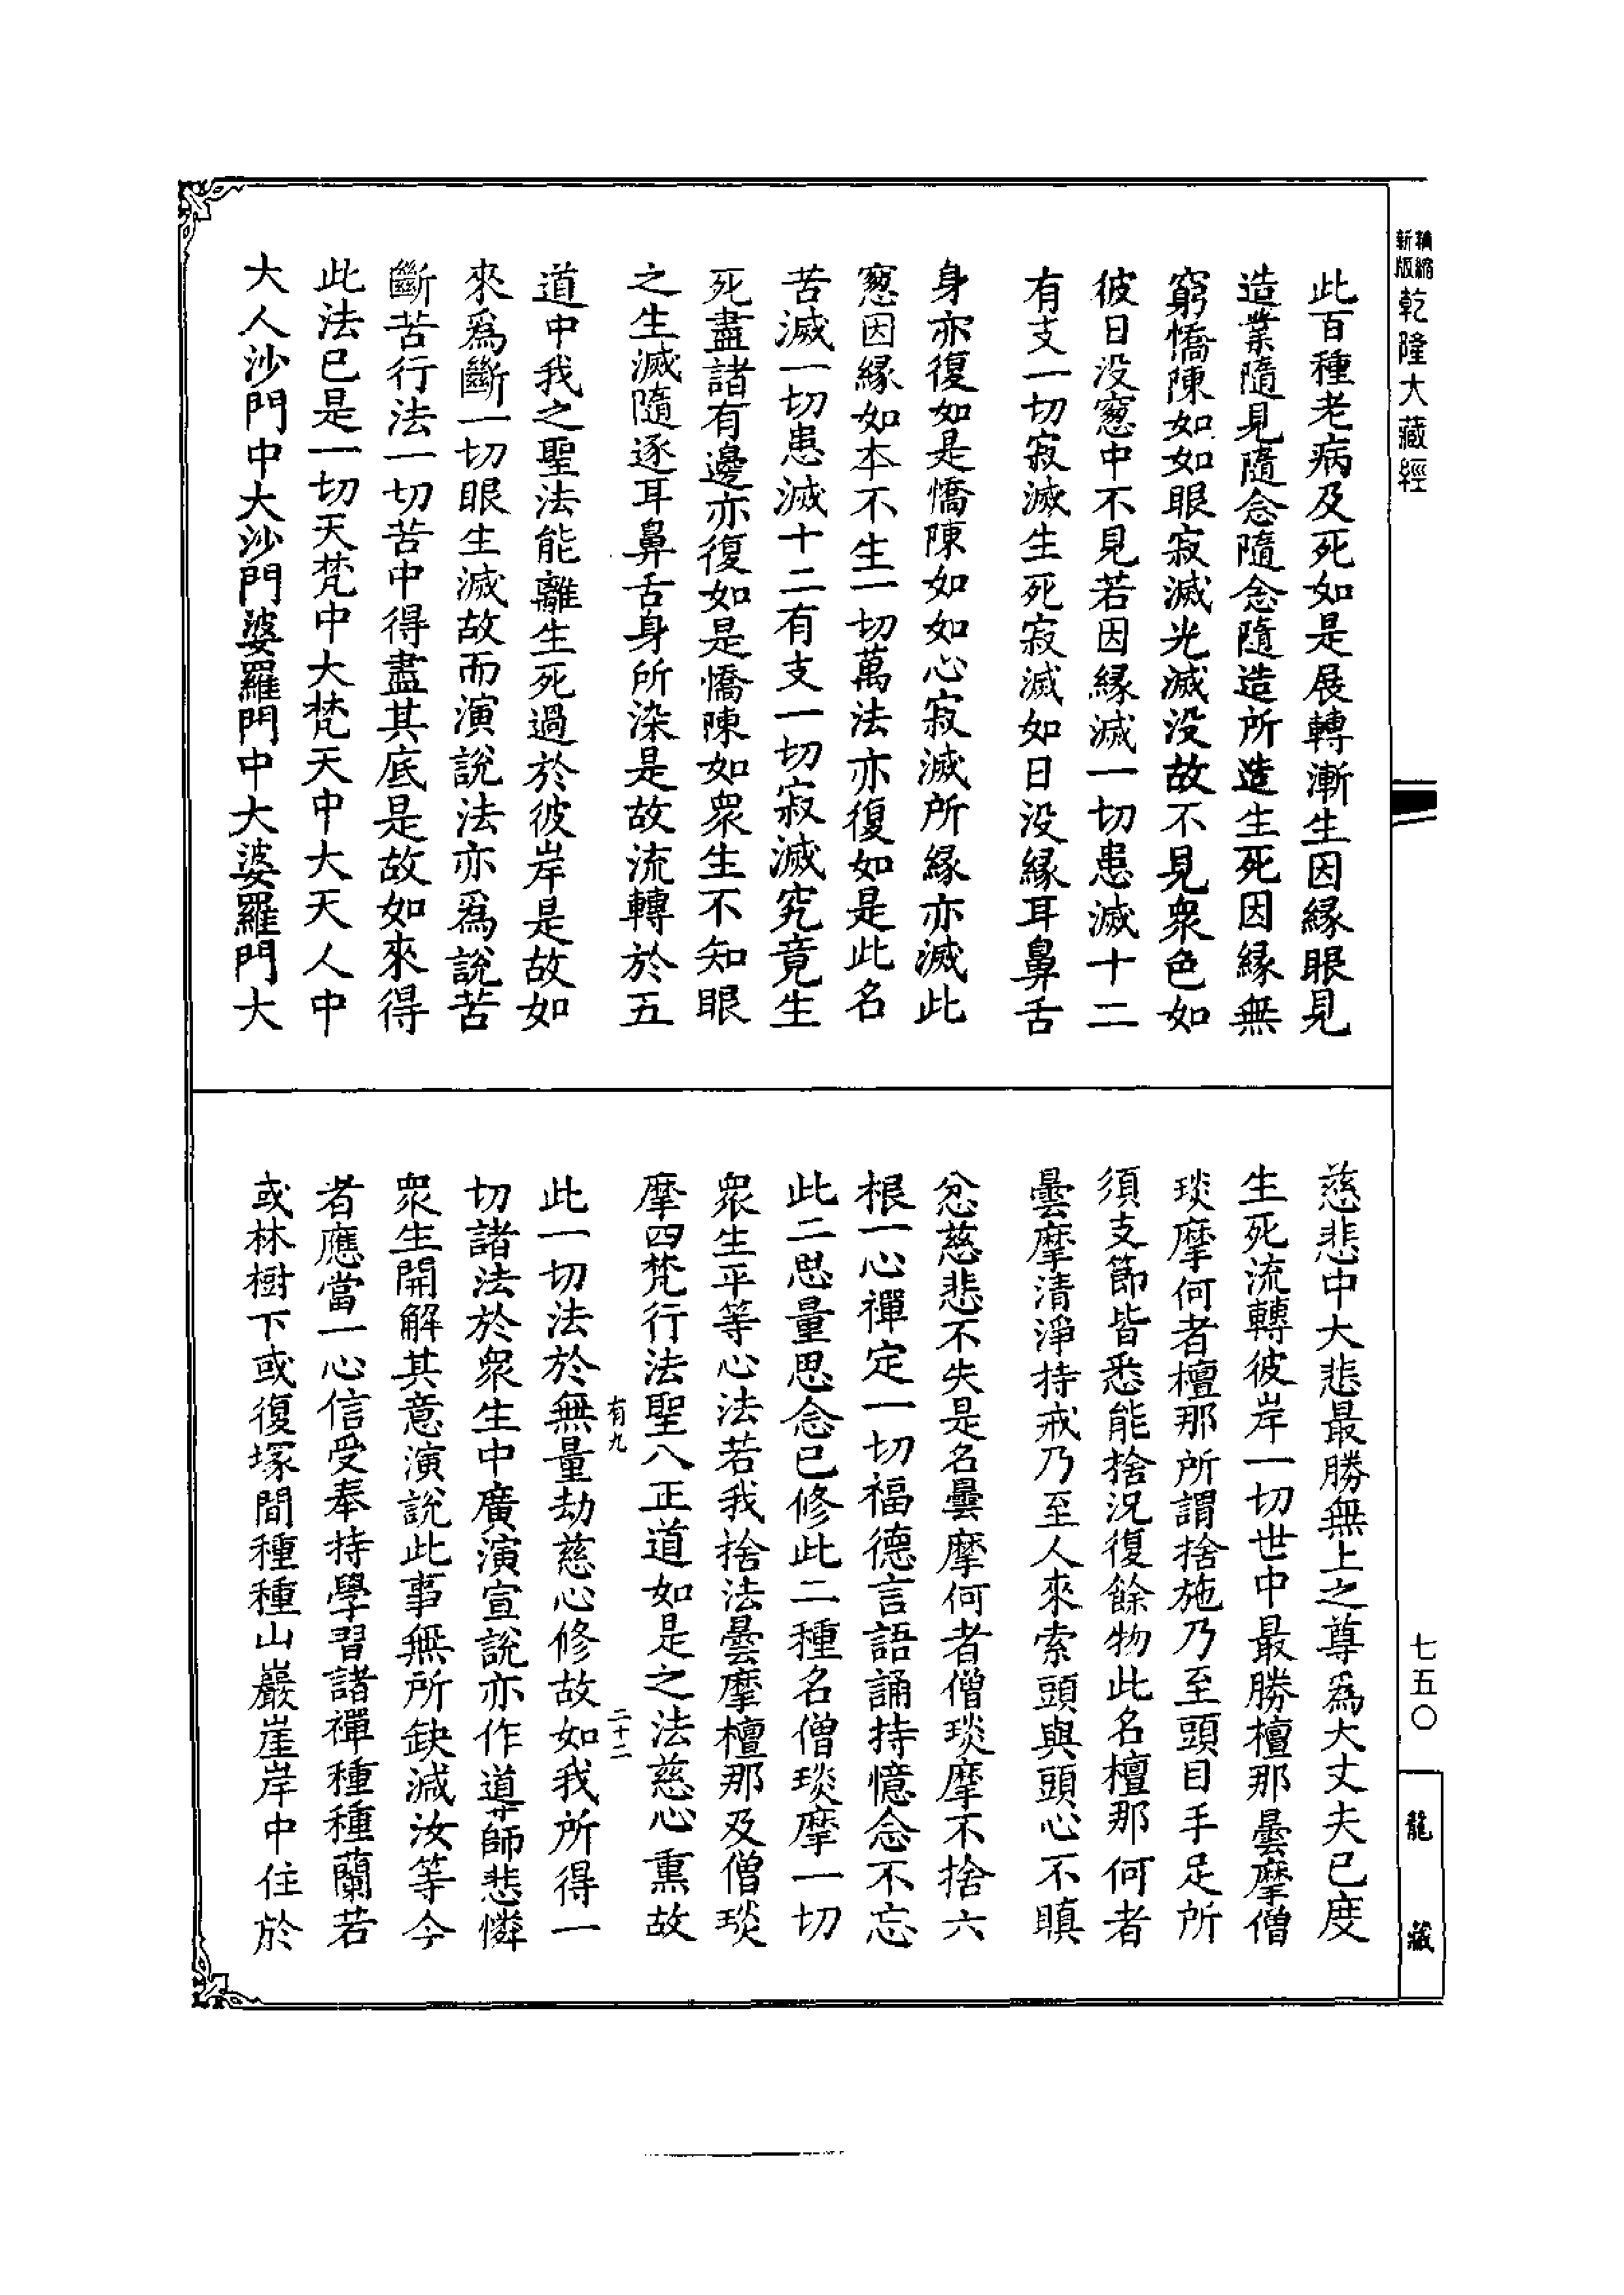 新版
精縮
乾隆大藏經
此百種老病及死如是展轉漸生因緣眼見
造業隨見隨念隨念隨造所造生死因緣無
窮憍陳如如眼寂滅光滅没故不見衆色如
彼日没窻中不見若因緣滅一切患滅十二
有支一切寂滅生死寂滅如日没緣耳鼻舌
身亦復如是憍陳如如心寂滅所緣亦滅此
窻因緣如本不生一切萬法亦復如是此名
苦滅一切患滅十二有支一切寂滅究竟生
死盡諸有邊亦復如是憍陳如衆生不知眼
之生滅隨逐耳鼻舌身所染是故流轉於五
道中我之聖法能離生死過於彼岸是故如
來爲斷一切眼生滅故而演說法亦爲說苦
斷苦行法一切苦中得盡其底是故如來得
此法已是一切天梵中大梵天中大天人中
大人沙門中大沙門婆羅門中大婆羅門大
慈悲中大悲最勝無上之尊爲大丈夫已度
生死流轉彼岸一切世中最勝檀那曇摩僧
琰摩何者檀那所謂捨施乃至頭目手足所
須支節皆悉能捨況復餘物此名檀那何者
曇摩清淨持戒乃至人來索頭與頭心不瞋
忿慈悲不失是名曇摩何者僧琰摩不捨六
根一心禪定一切福德言語誦持憶念不忘
此二思量思念已修此二種名僧琰摩一切
衆生平等心法若我捨法曇摩檀那及僧琰
摩四梵行法聖八正道如是之法慈心熏故
有九
二十二
此一切法於無量劫慈心修故如我所得一
切諸法於衆生中廣演宣說亦作導師悲憐
衆生開解其意演說此事無所缺減汝等今
者應當一心信受奉持學習諸禪種種蘭若
或林樹下或復塚間種種山巖崖岸中住於
七五〇
龍藏